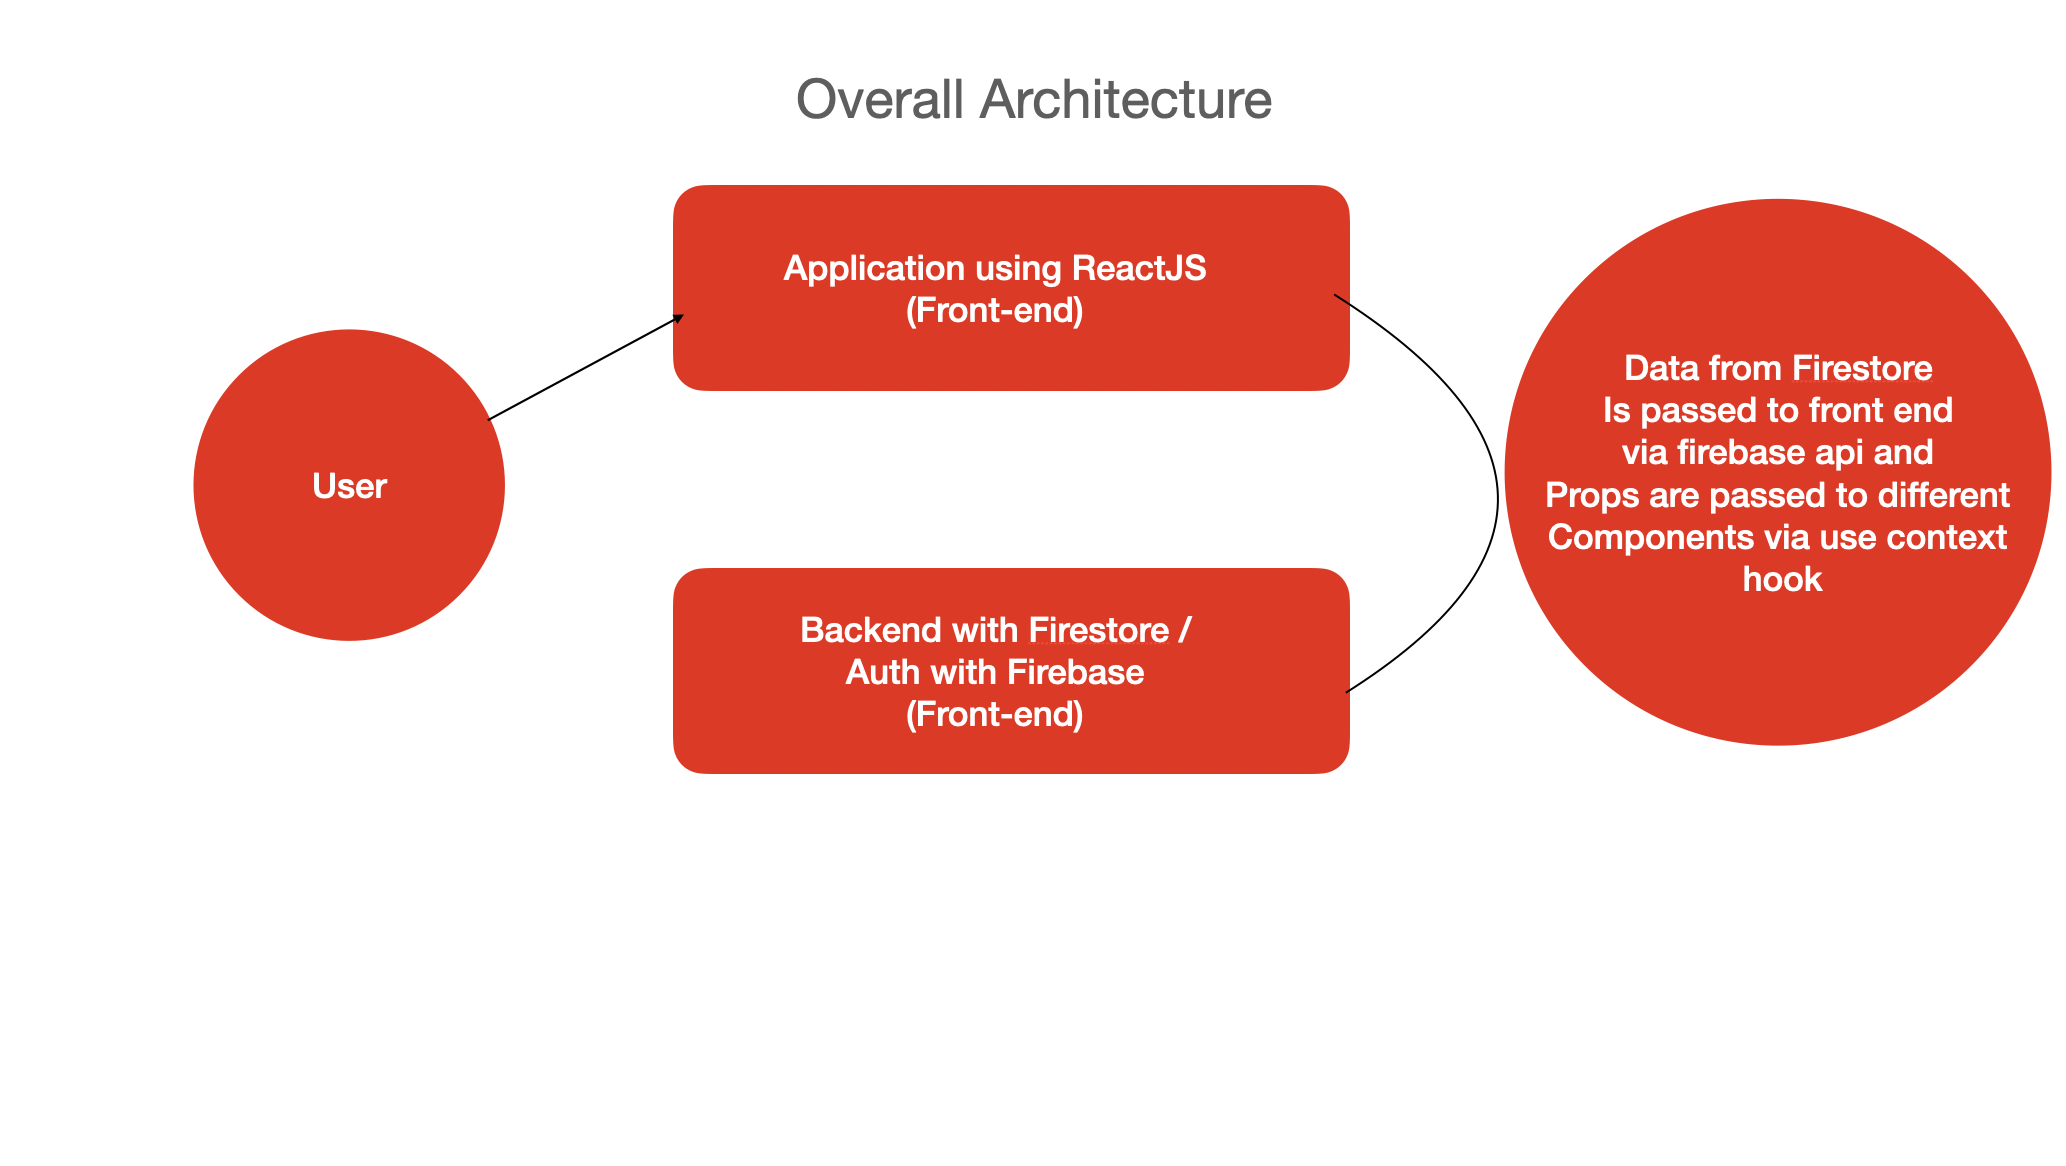 Overall Architecture
Application using ReactJS
(Front-end)
User
Data from Firestore
Is passed to front end
via firebase api and
Props are passed to different
Components via use context
hook
Backend with Firestore /
Auth with Firebase
(Front-end)